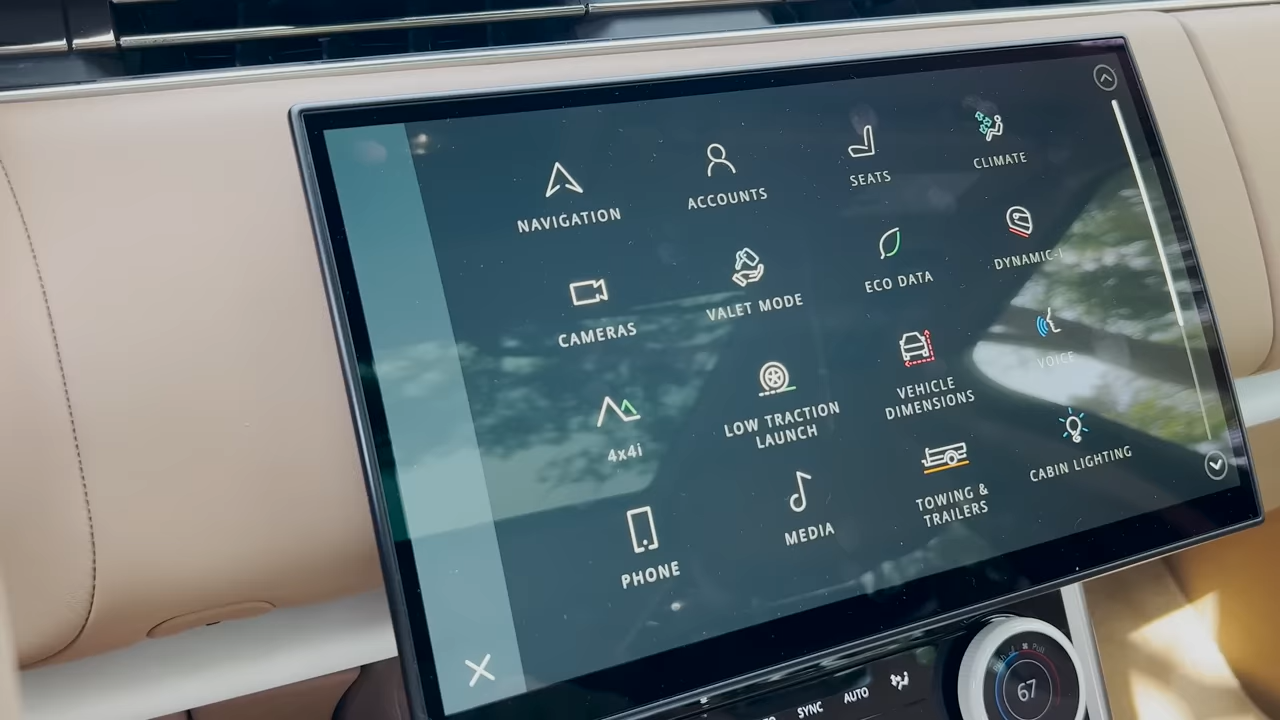 NAVIGATION
ACCOUNTS
SEATS
CLIMATE
CAMERAS
VALET MODE
ECO DATA
DYNAMIC-i
4x4i
LOW TRACTION
LAUNCH
VEHICLE
DIMENSIONS
VOICE
PHONE
MEDIA
TOWING &
TRAILERS
CABIN LIGHTING
SYNC
AUTO
Pull
67